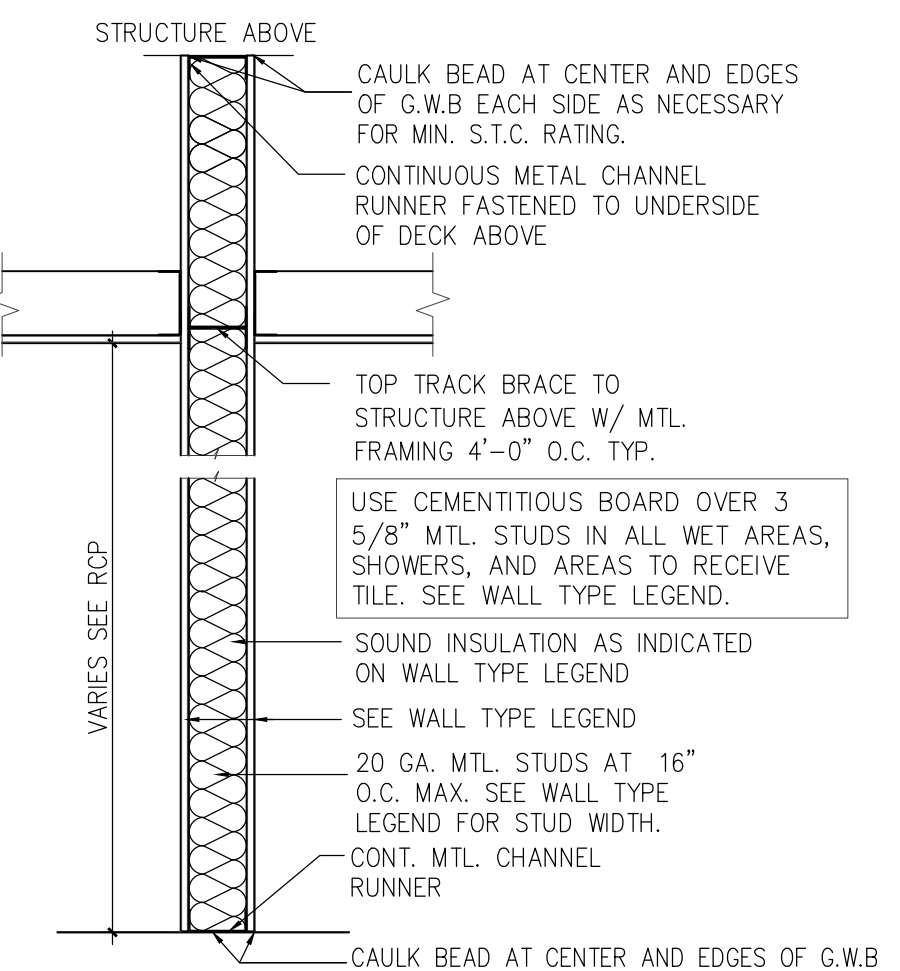 STRUCTURE ABOVE
CAULK BEAD AT CENTER AND EDGES
OF G.W.B EACH SIDE AS NECESSARY
FOR MIN. S.T.C. RATING.
CONTINUOUS METAL CHANNEL
RUNNER FASTENED TO UNDERSIDE
OF DECK ABOVE
TOP TRACK BRACE TO
STRUCTURE ABOVE W/ MTL.
FRAMING 4'-0" O.C. TYP.
USE CEMENTITIOUS BOARD OVER 3
5/8" MTL. STUDS IN ALL WET AREAS,
SHOWERS, AND AREAS TO RECEIVE
TILE. SEE WALL TYPE LEGEND.
VARIES SEE RCP
SOUND INSULATION AS INDICATED
ON WALL TYPE LEGEND
SEE WALL TYPE LEGEND
20 GA. MTL. STUDS AT 16"
O.C. MAX. SEE WALL TYPE
LEGEND FOR STUD WIDTH.
CONT. MTL. CHANNEL
RUNNER
CAULK BEAD AT CENTER AND EDGES OF G.W.B